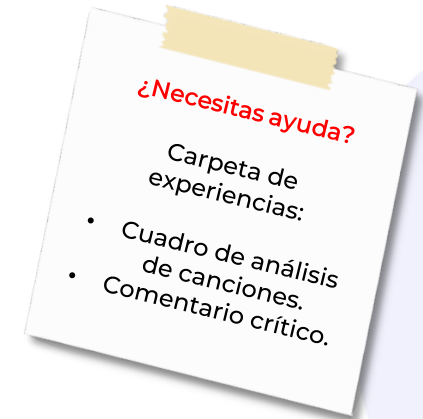 ¿Necesitas ayuda?
Carpeta de
experiencias:
• Cuadro de análisis
de canciones.
• Comentario crítico.